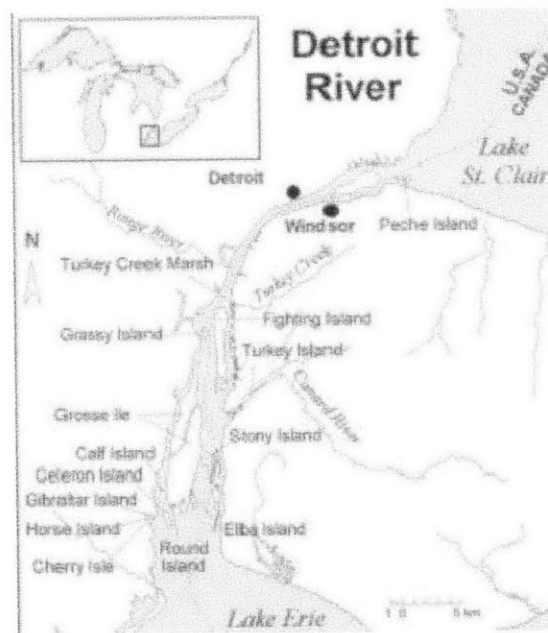 Detroit
River
U.S.A.
CANADA
Lake
St. Clair
Detroit
Windsor
Peche Island
Rouge River
N
Turkey Creek Marsh
Turkey Creek
Fighting Island
Grassy Island
Turkey Island
Canard River
Grosse Ile
Stony Island
Calf Island
Celeron Island
Gibraltar Island
Horse Island
Elba Island
Round
Island
Cherry Isle
5 km
Lake Erie